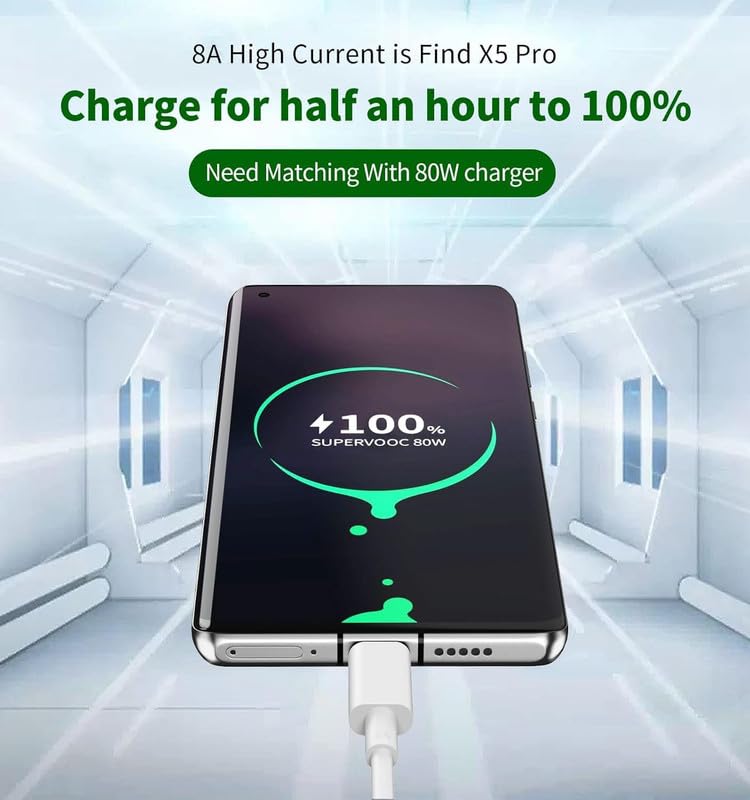 8A High Current is Find X5 Pro
Charge for half an hour to 100%
Need Matching With 80W charger
100%
SUPERVOOC 80W